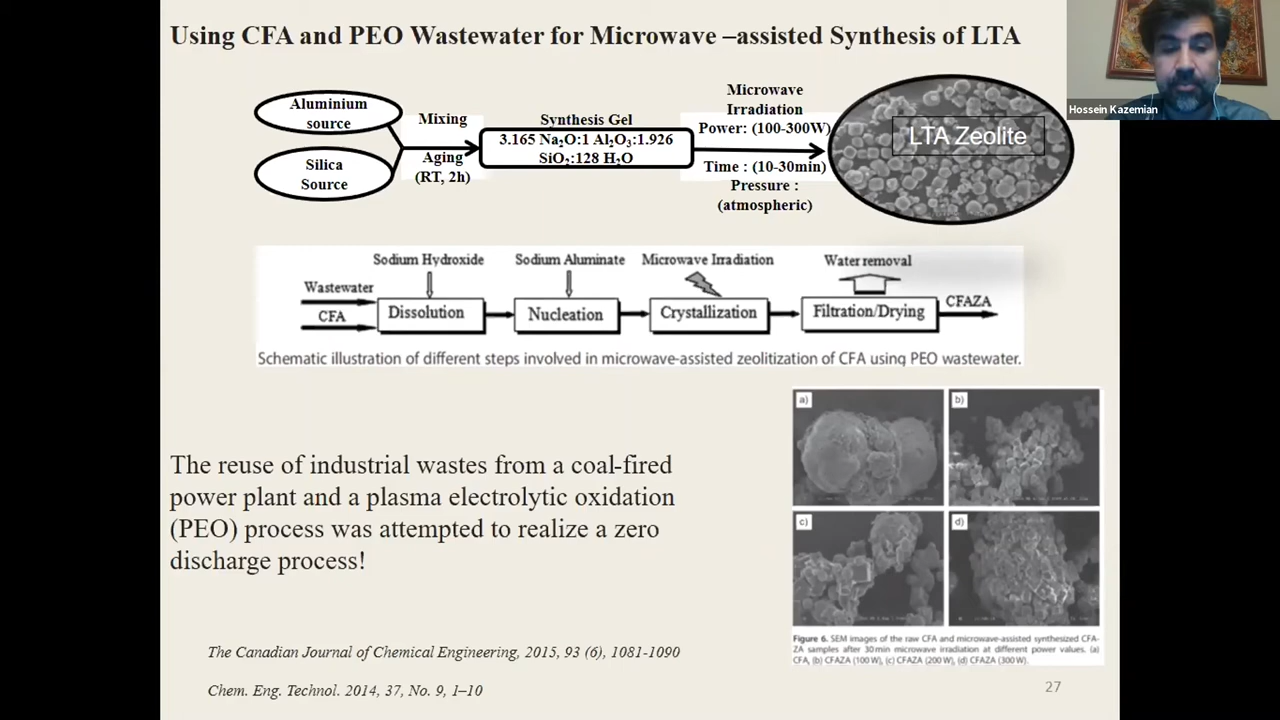 Using CFA and PEO Wastewater for Microwave –assisted Synthesis of LTA
Hossein Kazemian
Aluminium
source
Silica
Source
Mixing
Aging
(RT, 2h)
Synthesis Gel
3.165 Na₂O:1 Al₂O₃:1.926
SiO₂:128 H₂O
Microwave
Irradiation
Power: (100-300W)
Time : (10-30min)
Pressure :
(atmospheric)
LTA Zeolite
Sodium Hydroxide
Sodium Aluminate
Microwave Irradiation
Water removal
Wastewater
CFA
Dissolution
Nucleation
Crystallization
Filtration/Drying
CFAZA
Schematic illustration of different steps involved in microwave-assisted zeolitization of CFA using PEO wastewater.
The reuse of industrial wastes from a coal-fired
power plant and a plasma electrolytic oxidation
(PEO) process was attempted to realize a zero
discharge process!
a)
b)
c)
d)
Figure 6. SEM images of the raw CFA and microwave-assisted synthesized CFA-
ZA samples after 30 min microwave irradiation at different power values. (a)
CFA, (b) CFAZA (100 W), (c) CFAZA (200 W), (d) CFAZA (300 W).
The Canadian Journal of Chemical Engineering, 2015, 93 (6), 1081-1090
Chem. Eng. Technol. 2014, 37, No. 9, 1–10
27